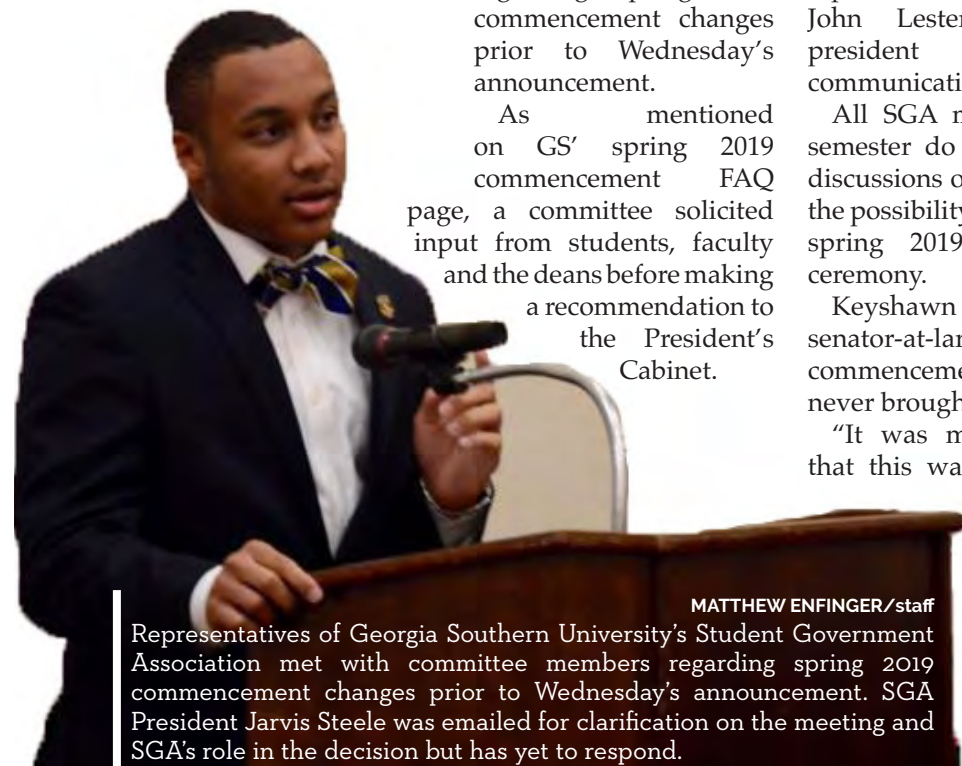 commencement changes
prior to Wednesday's
announcement.
As mentioned
on GS' spring 2019
commencement FAQ
page, a committee solicited
input from students, faculty
and the deans before making
a recommendation to
the President's
Cabinet.
John Lester
president
All SGA
semester do
discussions
the possibility
spring 2019
ceremony.
Keyshawn
commenceme
never brough
"It was
that this
MATTHEW ENFINGER/staff
Representatives of Georgia Southern University's Student Government
Association met with committee members regarding spring 2019
commencement changes prior to Wednesday's announcement. SGA
President Jarvis Steele was emailed for clarification on the meeting and
SGA's role in the decision but has yet to respond.